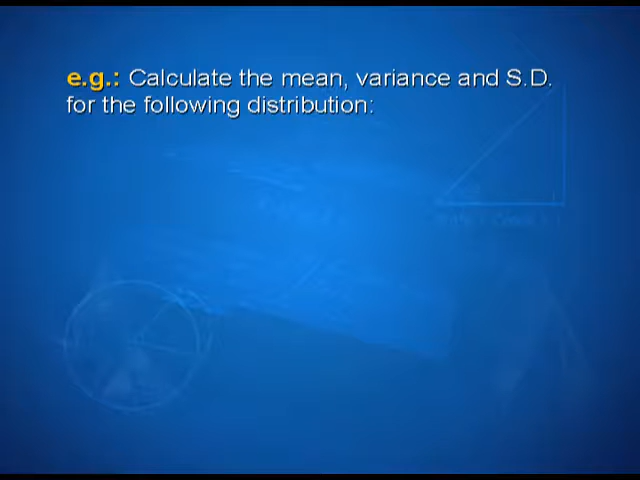 e.g.: Calculate the mean, variance and S.D.
for the following distribution: